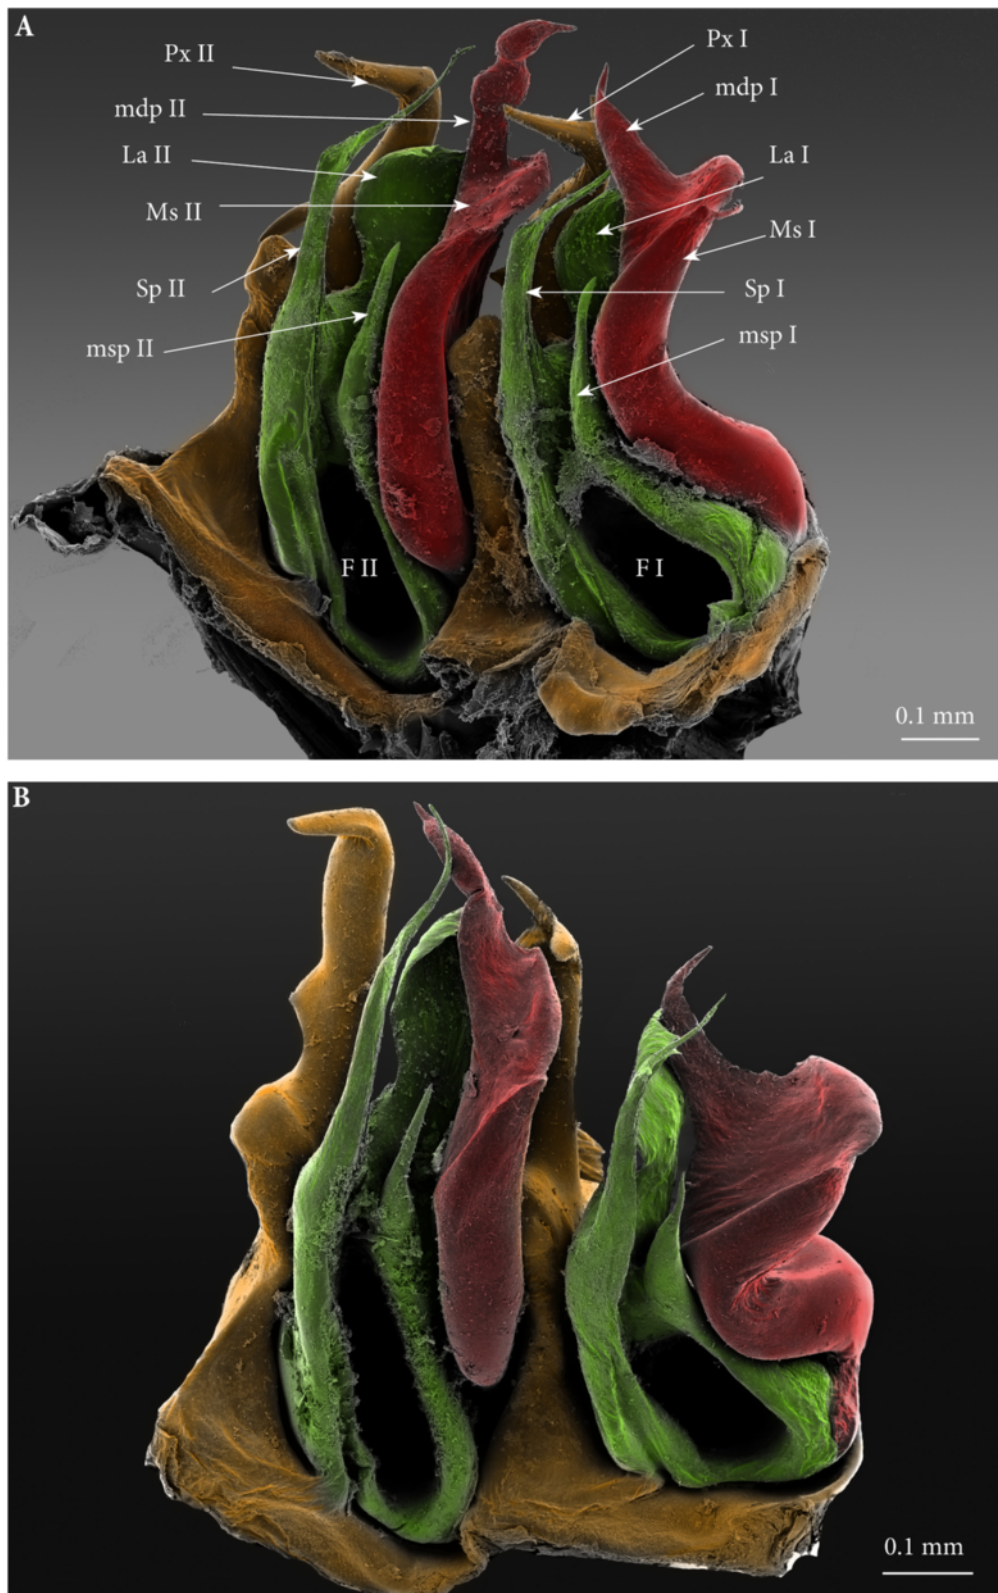 A
Px II
Px I
mdp II
mdp I
La II
La I
Ms II
Ms I
Sp II
Sp I
msp II
msp I
F II
F I
0.1 mm
B
0.1 mm